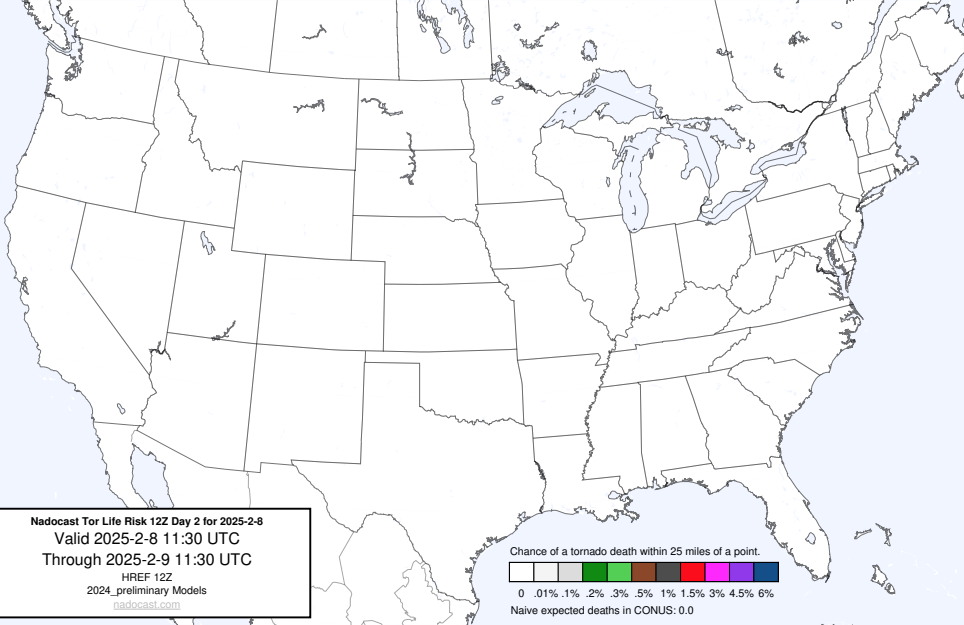 Nadocast Tor Life Risk 12Z Day 2 for 2025-2-8
Valid 2025-2-8 11:30 UTC
Through 2025-2-9 11:30 UTC
HREF 12Z
2024_preliminary Models
nadocast.com
Chance of a tornado death within 25 miles of a point.
0 .01% .1% .2% .3% .5% 1% 1.5% 3% 4.5% 6%
Naive expected deaths in CONUS: 0.0